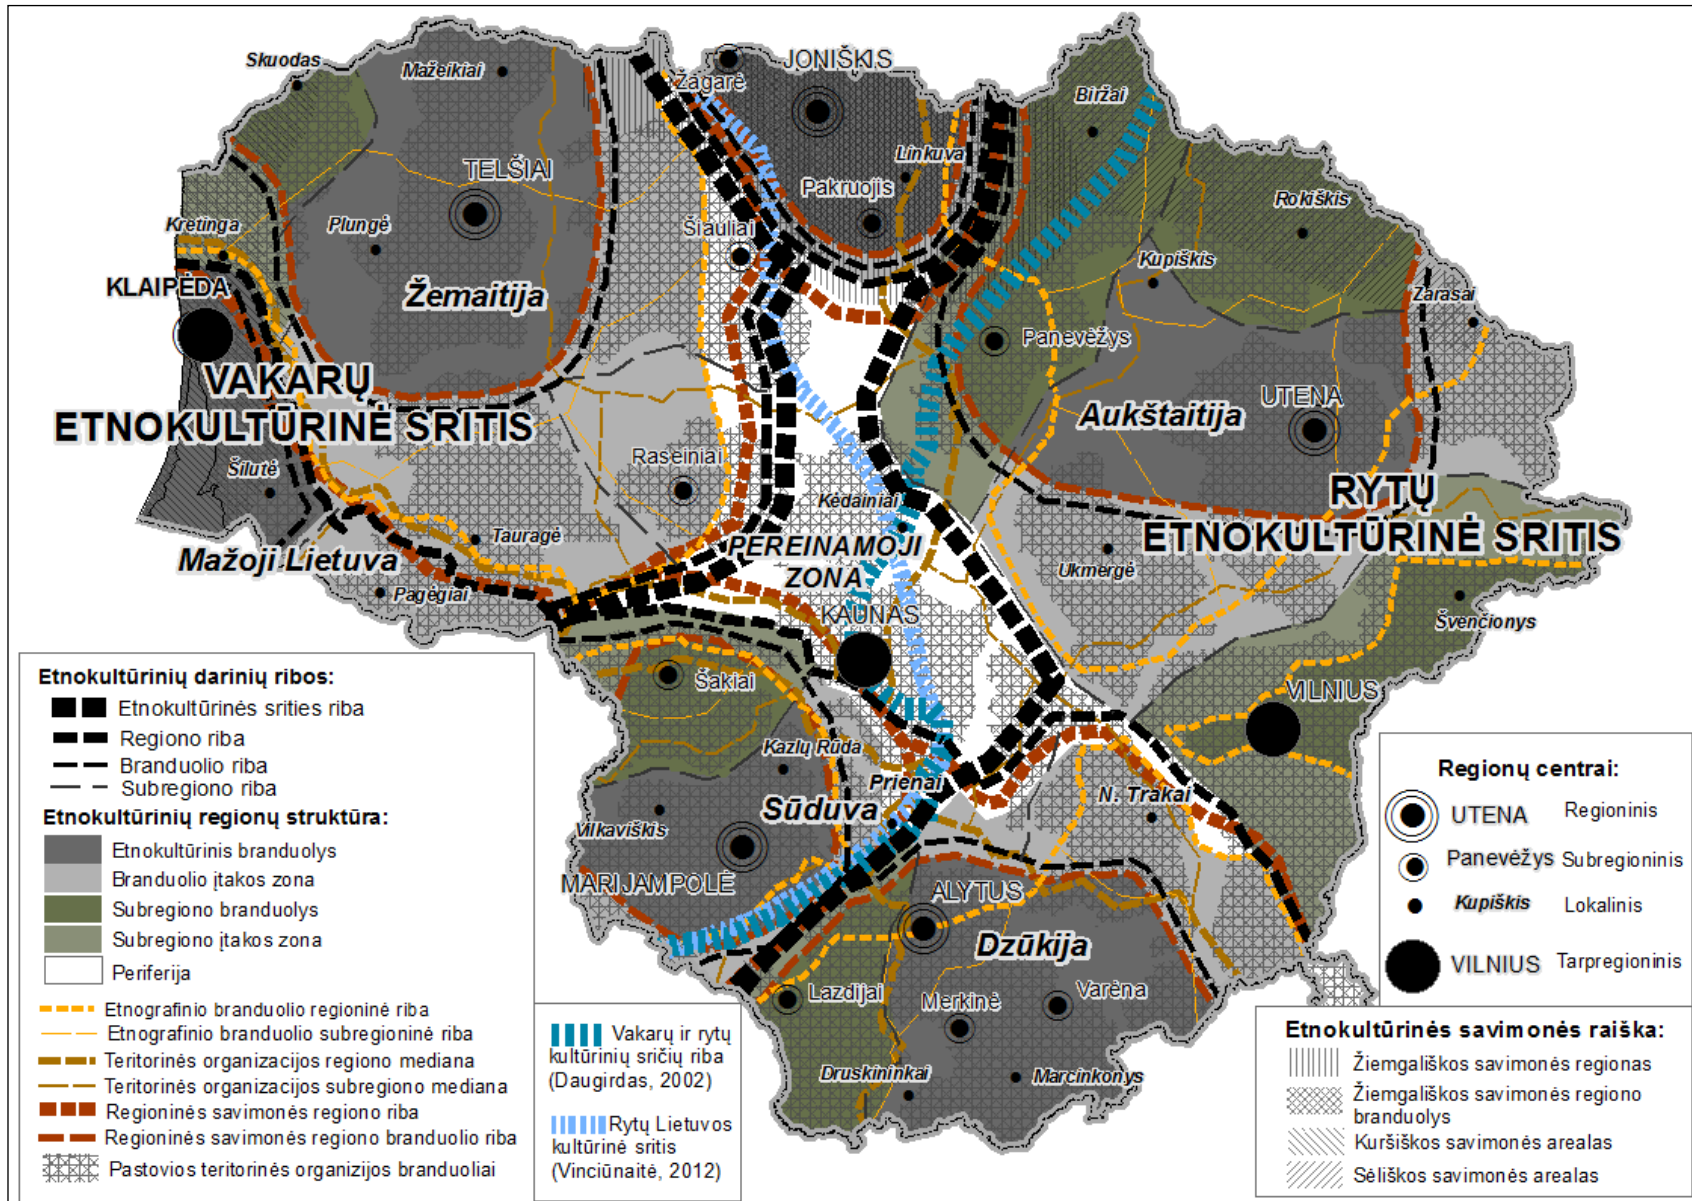 Skuodas
Mažeikiai
Žagarė
JONIŠKIS
Biržai
TELŠIAI
Linkuva
Pakruojis
Rokiškis
Kretinga
Plungė
Šiauliai
Kupiškis
KLAIPĖDA
Žemaitija
Zarasai
Panevėžys
VAKARŲ
ETNOKULTŪRINĖ SRITIS
Aukštaitija
UTENA
Šilutė
Raseiniai
Kėdainiai
RYTŲ
ETNOKULTŪRINĖ SRITIS
Tauragė
Mažoji Lietuva
PEREINAMOJI
ZONA
Ukmergė
Pagėgiai
KAUNAS
Švenčionys
Šakiai
VILNIUS
Kazlų Rūda
Prienai
N. Trakai
Sūduva
Vilkaviškis
MARIJAMPOLĖ
ALYTUS
Dzūkija
Lazdijai
Merkinė
Varėna
Druskininkai
Marcinkonys
Etnokultūrinių darinių ribos:
Etnokultūrinės srities riba
Regiono riba
Branduolio riba
Subregiono riba
Etnokultūrinių regionų struktūra:
Etnokultūrinis branduolys
Branduolio įtakos zona
Subregiono branduolys
Subregiono įtakos zona
Periferija
Etnografinio branduolio regioninė riba
Etnografinio branduolio subregioninė riba
Teritorinės organizacijos regiono mediana
Teritorinės organizacijos subregiono mediana
Regioninės savimonės regiono riba
Regioninės savimonės regiono branduolio riba
Pastovios teritorinės organizijos branduoliai
Vakarų ir rytų
kultūrinių sričių riba
(Daugirdas, 2002)
Rytų Lietuvos
kultūrinė sritis
(Vinciūnaitė, 2012)
Regionų centrai:
UTENA Regioninis
Panevėžys Subregioninis
Kupiškis Lokalinis
VILNIUS Tarpregioninis
Etnokultūrinės savimonės raiška:
Žiemgališkos savimonės regionas
Žiemgališkos savimonės regiono
branduolys
Kuršiškos savimonės arealas
Sėliškos savimonės arealas